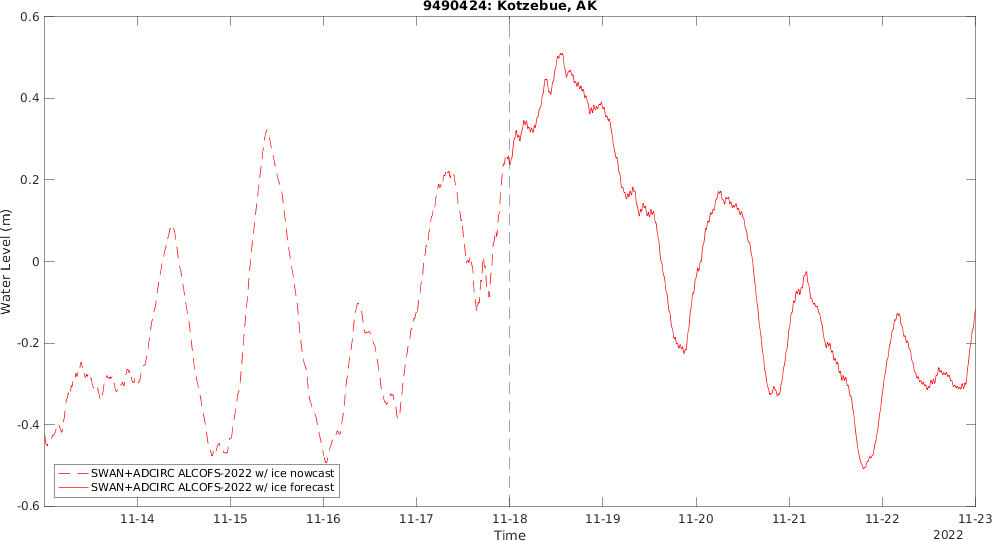 9490424: Kotzebue, AK
0.6
0.4
0.2
0
-0.2
-0.4
-0.6
Water Level (m)
SWAN+ADCIRC ALCOFS-2022 w/ ice nowcast
SWAN+ADCIRC ALCOFS-2022 w/ ice forecast
11-14 11-15 11-16 11-17 11-18 11-19 11-20 11-21 11-22 11-23
Time
2022